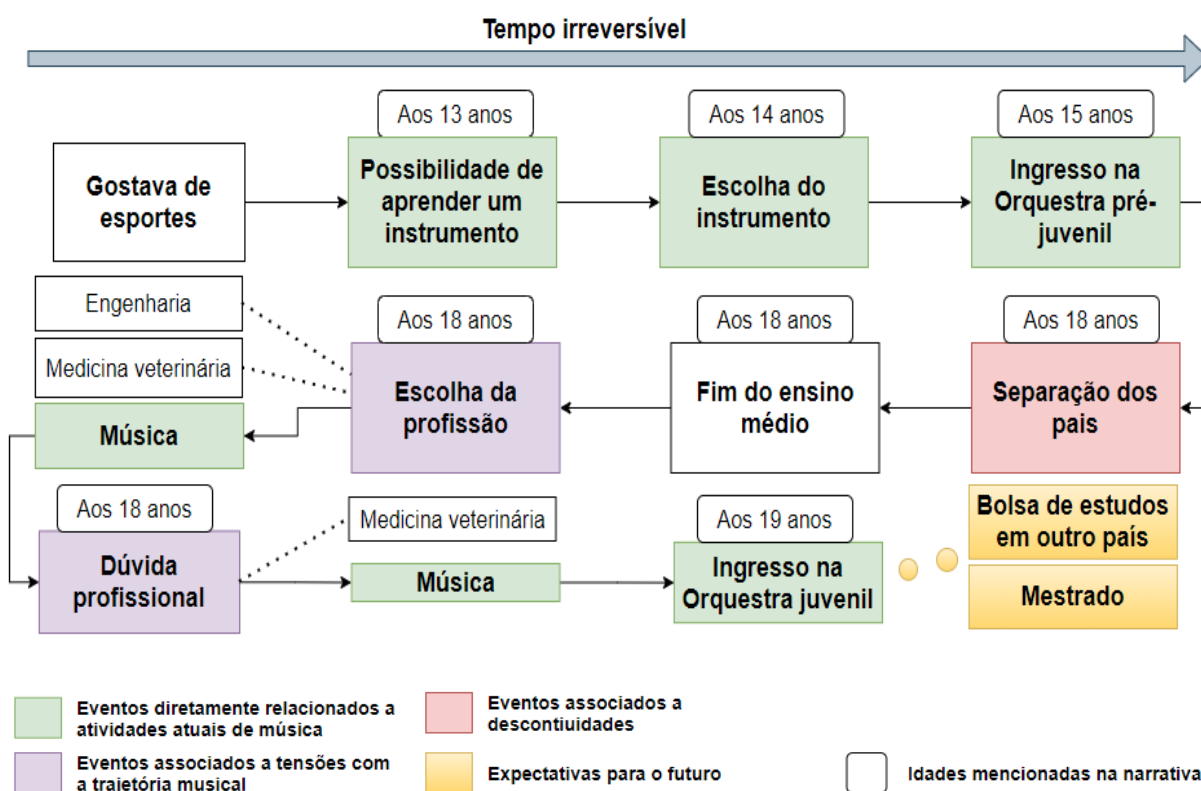 Tempo irreversível
Aos 13 anos
Aos 14 anos
Aos 15 anos
Gostava de
esportes
Possibilidade de
aprender um
instrumento
Escolha do
instrumento
Ingresso na
Orquestra pré-
juvenil
Engenharia
Medicina veterinária
Música
Aos 18 anos
Escolha da
profissão
Aos 18 anos
Fim do ensino
médio
Aos 18 anos
Separação dos
pais
Aos 18 anos
Dúvida
profissional
Medicina veterinária
Música
Aos 19 anos
Ingresso na
Orquestra juvenil
Bolsa de estudos
em outro país
Mestrado
Eventos diretamente relacionados a
atividades atuais de música
Eventos associados a
descontiuidades
Eventos associados a tensões com
a trajetória musical
Expectativas para o futuro
Idades mencionadas na narrativa